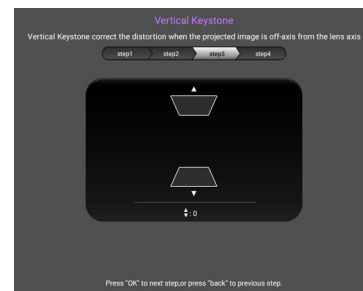 Vertical Keystone
Vertical Keystone correct the distortion when the projected image is off-axis from the lens axis
step1 step2 step3 step4
: 0
Press "OK" to next step,or press "back" to previous step.